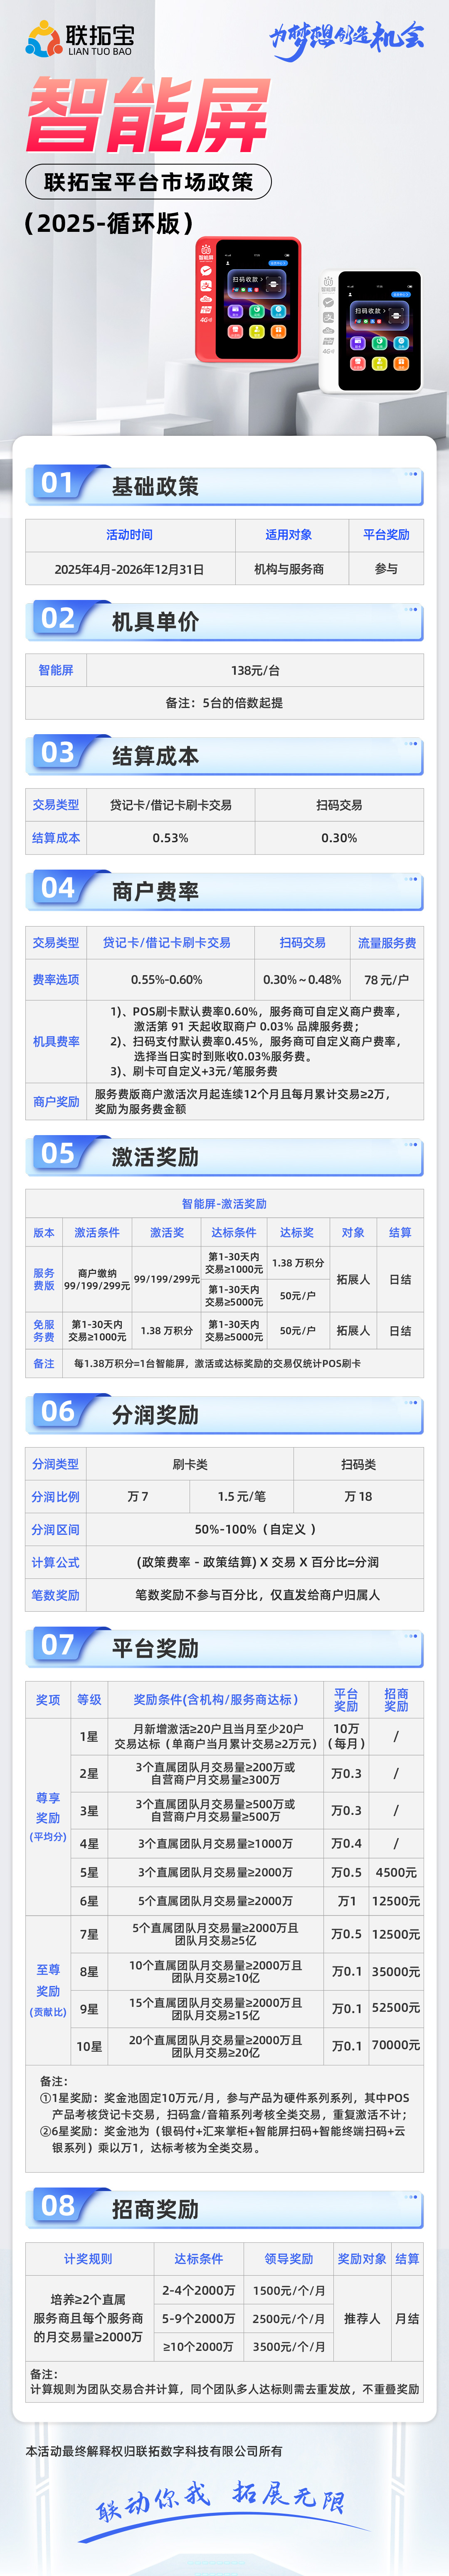 联拓宝
LIAN TUO BAO
为梦想创造机会
智能屏
联拓宝平台市场政策
（2025-循环版）
智能屏
扫码收款
4G
智能屏
扫码收款
4G
01 基础政策
活动时间 适用对象 平台奖励
2025年4月-2026年12月31日 机构与服务商 参与
02 机具单价
智能屏 138元/台
备注：5台的倍数起提
03 结算成本
交易类型 贷记卡/借记卡刷卡交易 扫码交易
结算成本 0.53% 0.30%
04 商户费率
交易类型 贷记卡/借记卡刷卡交易 扫码交易 流量服务费
费率选项 0.55%-0.60% 0.30%~0.48% 78 元/户
机具费率
1)、POS刷卡默认费率0.60%，服务商可自定义商户费率，
激活第 91 天起收取商户 0.03% 品牌服务费；
2)、扫码支付默认费率0.45%，服务商可自定义商户费率，
选择当日实时到账收0.03%服务费。
3)、刷卡可自定义+3元/笔服务费
商户奖励
服务费版商户激活次月起连续12个月且每月累计交易≥2万，
奖励为服务费金额
05 激活奖励
智能屏-激活奖励
版本 激活条件 激活奖 达标条件 达标奖 对象 结算
服务
费版
商户缴纳
99/199/299元
99/199/299元
第1-30天内
交易≥1000元
1.38 万积分
第1-30天内
交易≥5000元
50元/户
拓展人 日结
免服
务费
第1-30天内
交易≥1000元
1.38 万积分
第1-30天内
交易≥5000元
50元/户 拓展人 日结
备注 每1.38万积分=1台智能屏，激活或达标奖励的交易仅统计POS刷卡
06 分润奖励
分润类型 刷卡类 扫码类
分润比例 万 7 1.5 元/笔 万 18
分润区间 50%-100%（自定义 ）
计算公式 (政策费率 - 政策结算) X 交易 X 百分比=分润
笔数奖励 笔数奖励不参与百分比，仅直发给商户归属人
07 平台奖励
奖项 等级 奖励条件(含机构/服务商达标）
平台
奖励
招商
奖励
尊享
奖励
(平均分)
1星
月新增激活≥20户且当月至少20户
交易达标（单商户当月累计交易≥2万元）
10万
（每月）
/
2星
3个直属团队月交易量≥200万或
自营商户月交易量≥300万
万0.3 /
3星
3个直属团队月交易量≥500万或
自营商户月交易量≥500万
万0.3 /
4星 3个直属团队月交易量≥1000万 万0.4 /
5星 3个直属团队月交易量≥2000万 万0.5 4500元
6星 5个直属团队月交易量≥2000万 万1 12500元
至尊
奖励
(贡献比)
7星
5个直属团队月交易量≥2000万且
团队月交易≥5亿
万0.5 12500元
8星
10个直属团队月交易量≥2000万且
团队月交易≥10亿
万0.1 35000元
9星
15个直属团队月交易量≥2000万且
团队月交易≥15亿
万0.1 52500元
10星
20个直属团队月交易量≥2000万且
团队月交易≥20亿
万0.1 70000元
备注：
①1星奖励：奖金池固定10万元/月，参与产品为硬件系列系列，其中POS
产品考核贷记卡交易，扫码盒/音箱系列考核全类交易，重复激活不计；
②6星奖励：奖金池为（银码付+汇来掌柜+智能屏扫码+智能终端扫码+云
银系列）乘以万1，达标考核为全类交易。
08 招商奖励
计奖规则 达标条件 领导奖励 奖励对象 结算
培养≥2个直属
服务商且每个服务商
的月交易量≥2000万
2-4个2000万 1500元/个/月
5-9个2000万 2500元/个/月
≥10个2000万 3500元/个/月
推荐人 月结
备注：
计算规则为团队交易合并计算，同个团队多人达标则需去重发放，不重叠奖励
本活动最终解释权归联拓数字科技有限公司所有
联动你我 拓展无限